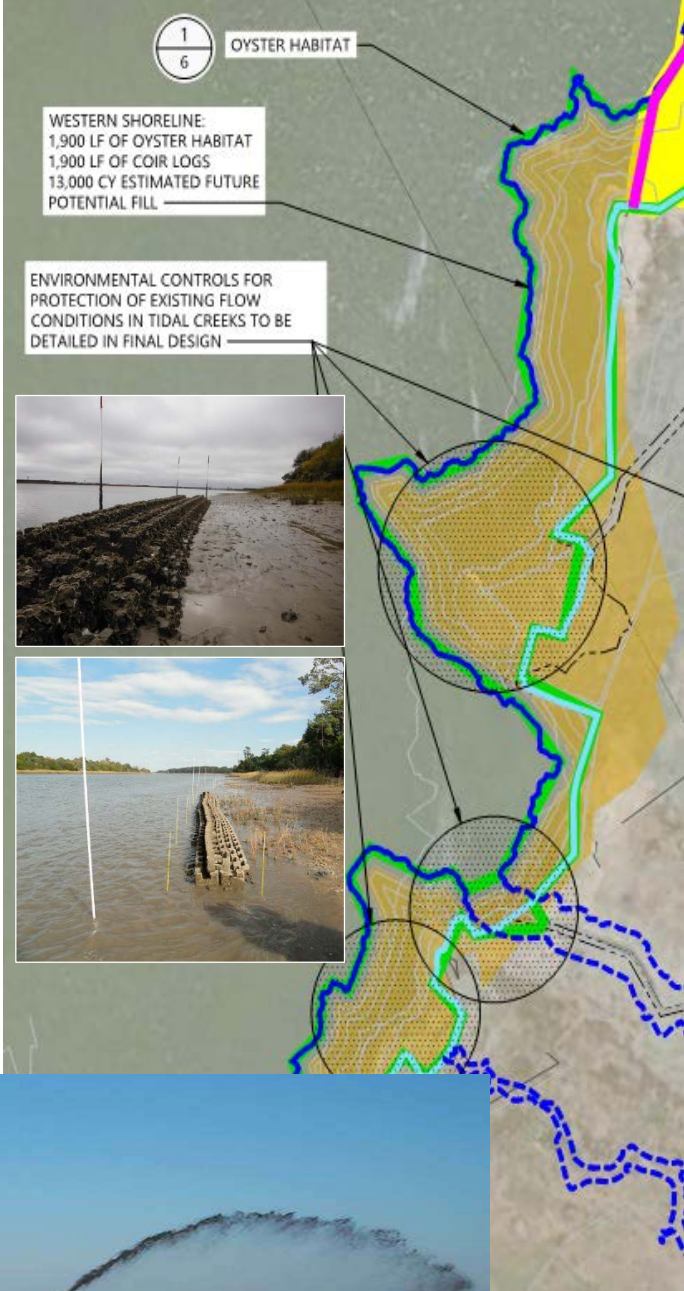 1
6
OYSTER HABITAT
WESTERN SHORELINE:
1,900 LF OF OYSTER HABITAT
1,900 LF OF COIR LOGS
13,000 CY ESTIMATED FUTURE
POTENTIAL FILL
ENVIRONMENTAL CONTROLS FOR
PROTECTION OF EXISTING FLOW
CONDITIONS IN TIDAL CREEKS TO BE
DETAILED IN FINAL DESIGN